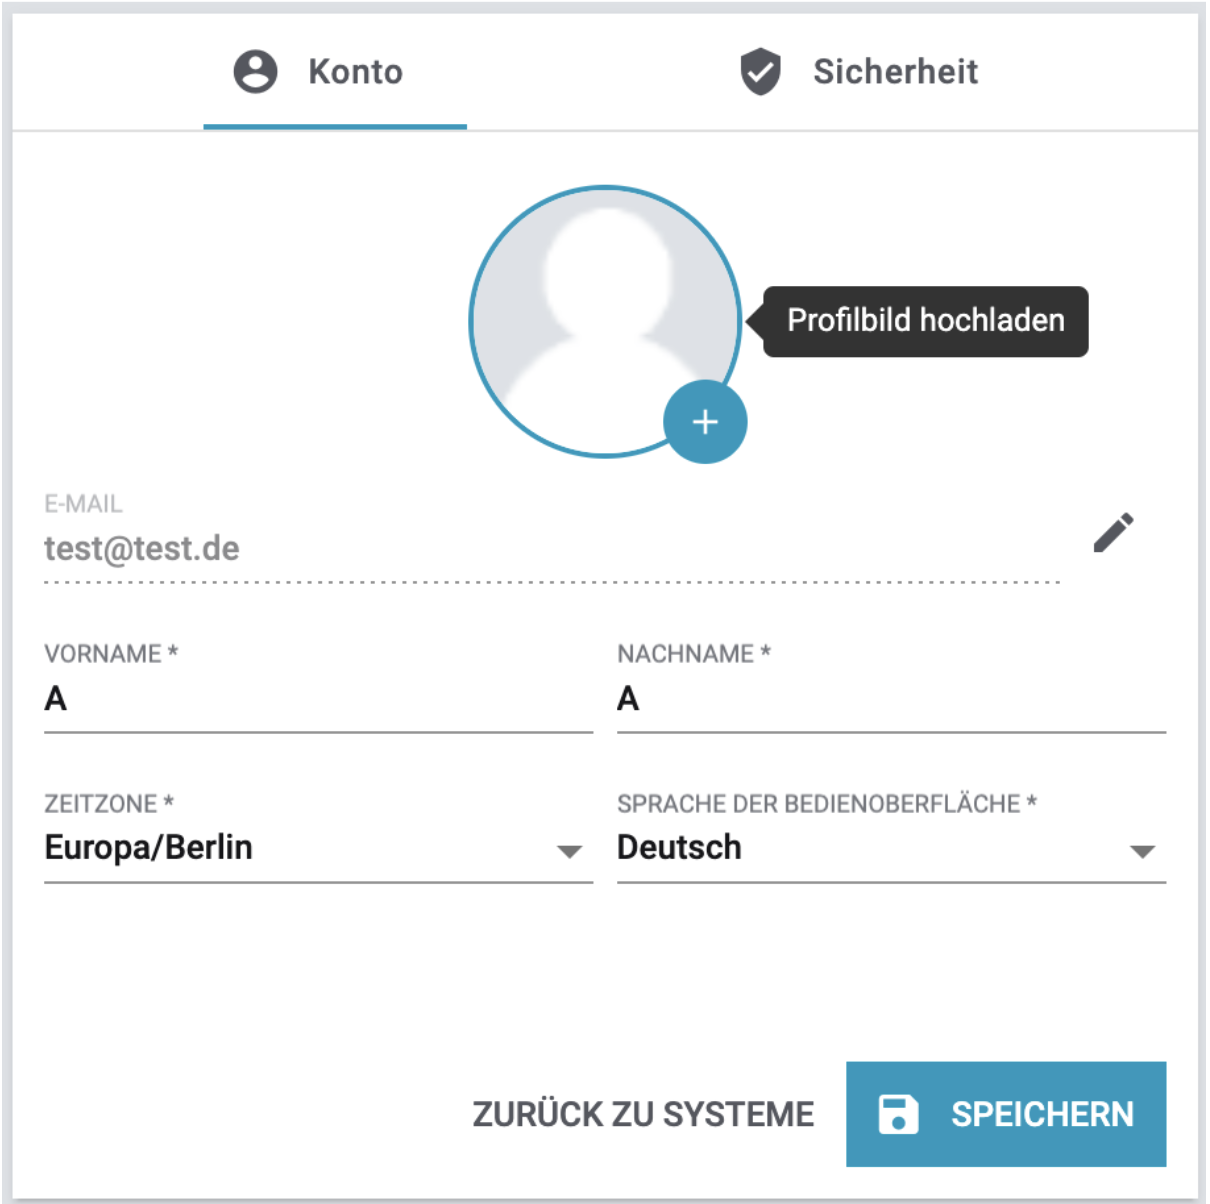 Konto
Sicherheit
Profilbild hochladen
E-MAIL
test@test.de
VORNAME *
A
NACHNAME *
A
ZEITZONE *
Europa/Berlin
SPRACHE DER BEDIENOBERFLÄCHE *
Deutsch
ZURÜCK ZU SYSTEME
SPEICHERN